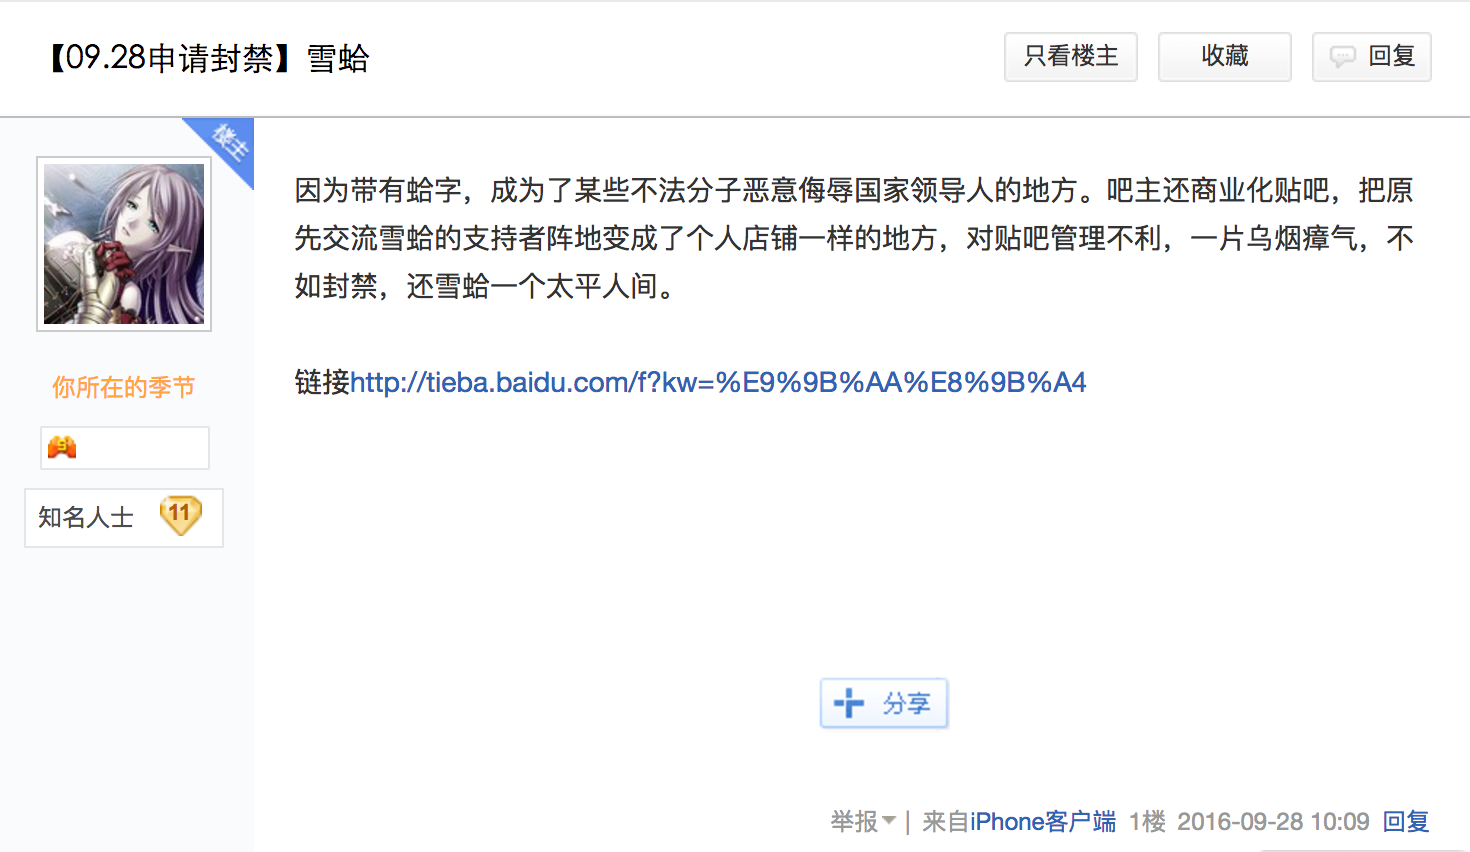 【09.28申请封禁】雪蛤
只看楼主
收藏
回复
楼主
因为带有蛤字，成为了某些不法分子恶意侮辱国家领导人的地方。吧主还商业化贴吧，把原
先交流雪蛤的支持者阵地变成了个人店铺一样的地方，对贴吧管理不利，一片乌烟瘴气，不
如封禁，还雪蛤一个太平人间。
链接http://tieba.baidu.com/f?kw=%E9%9B%AA%E8%9B%A4
你所在的季节
9
知名人士 11
分享
举报 | 来自iPhone客户端 1楼 2016-09-28 10:09 回复